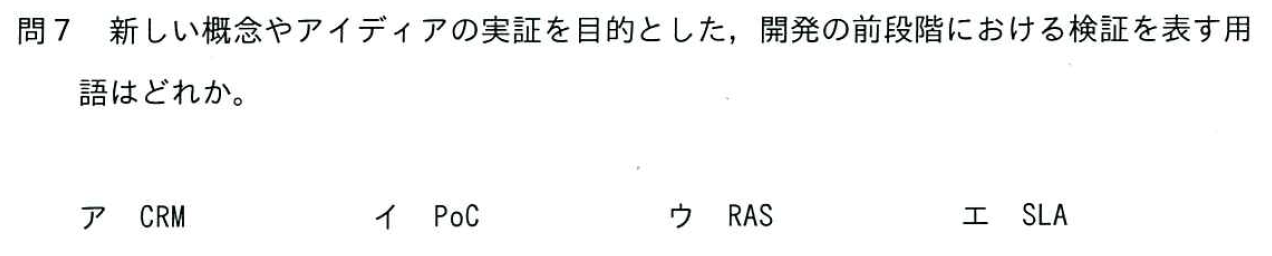 問7 新しい概念やアイディアの実証を目的とした，開発の前段階における検証を表す用
語はどれか。
ア CRM イ PoC ウ RAS エ SLA